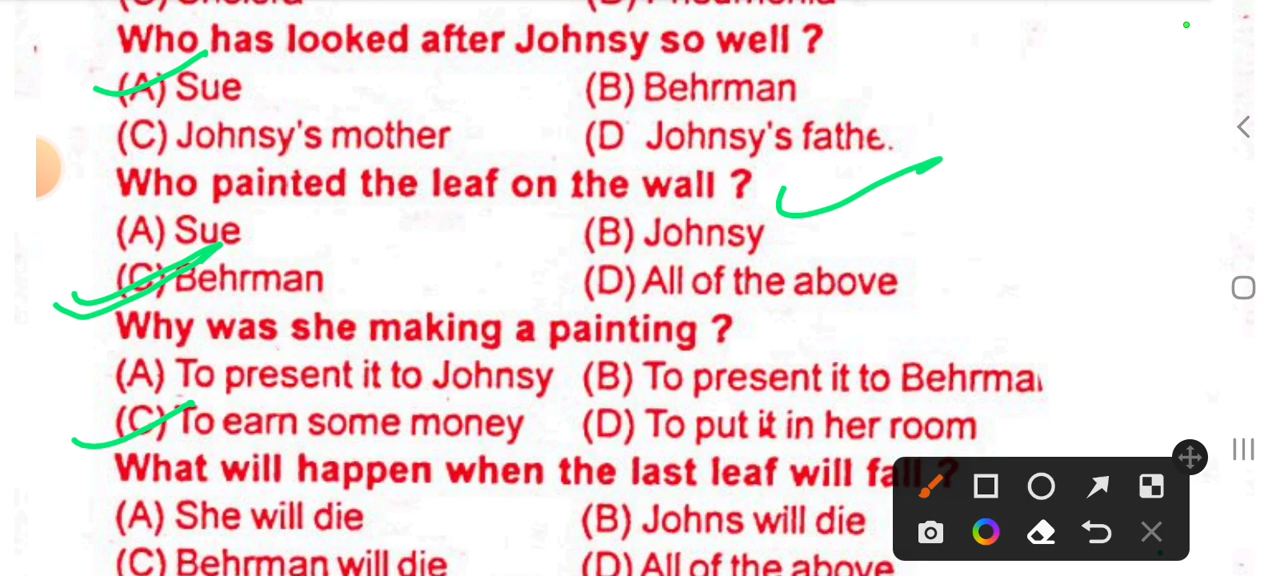 Who has looked after Johnsy so well ?
(A) Sue (B) Behrman
(C) Johnsy's mother (D Johnsy's fathe.
Who painted the leaf on the wall ?
(A) Sue (B) Johnsy
(C) Behrman (D) All of the above
Why was she making a painting ?
(A) To present it to Johnsy (B) To present it to Behrma
(C) To earn some money (D) To put it in her room
What will happen when the last leaf will fall ?
(A) She will die (B) Johns will die
(C) Behrman will die (D) All of the above